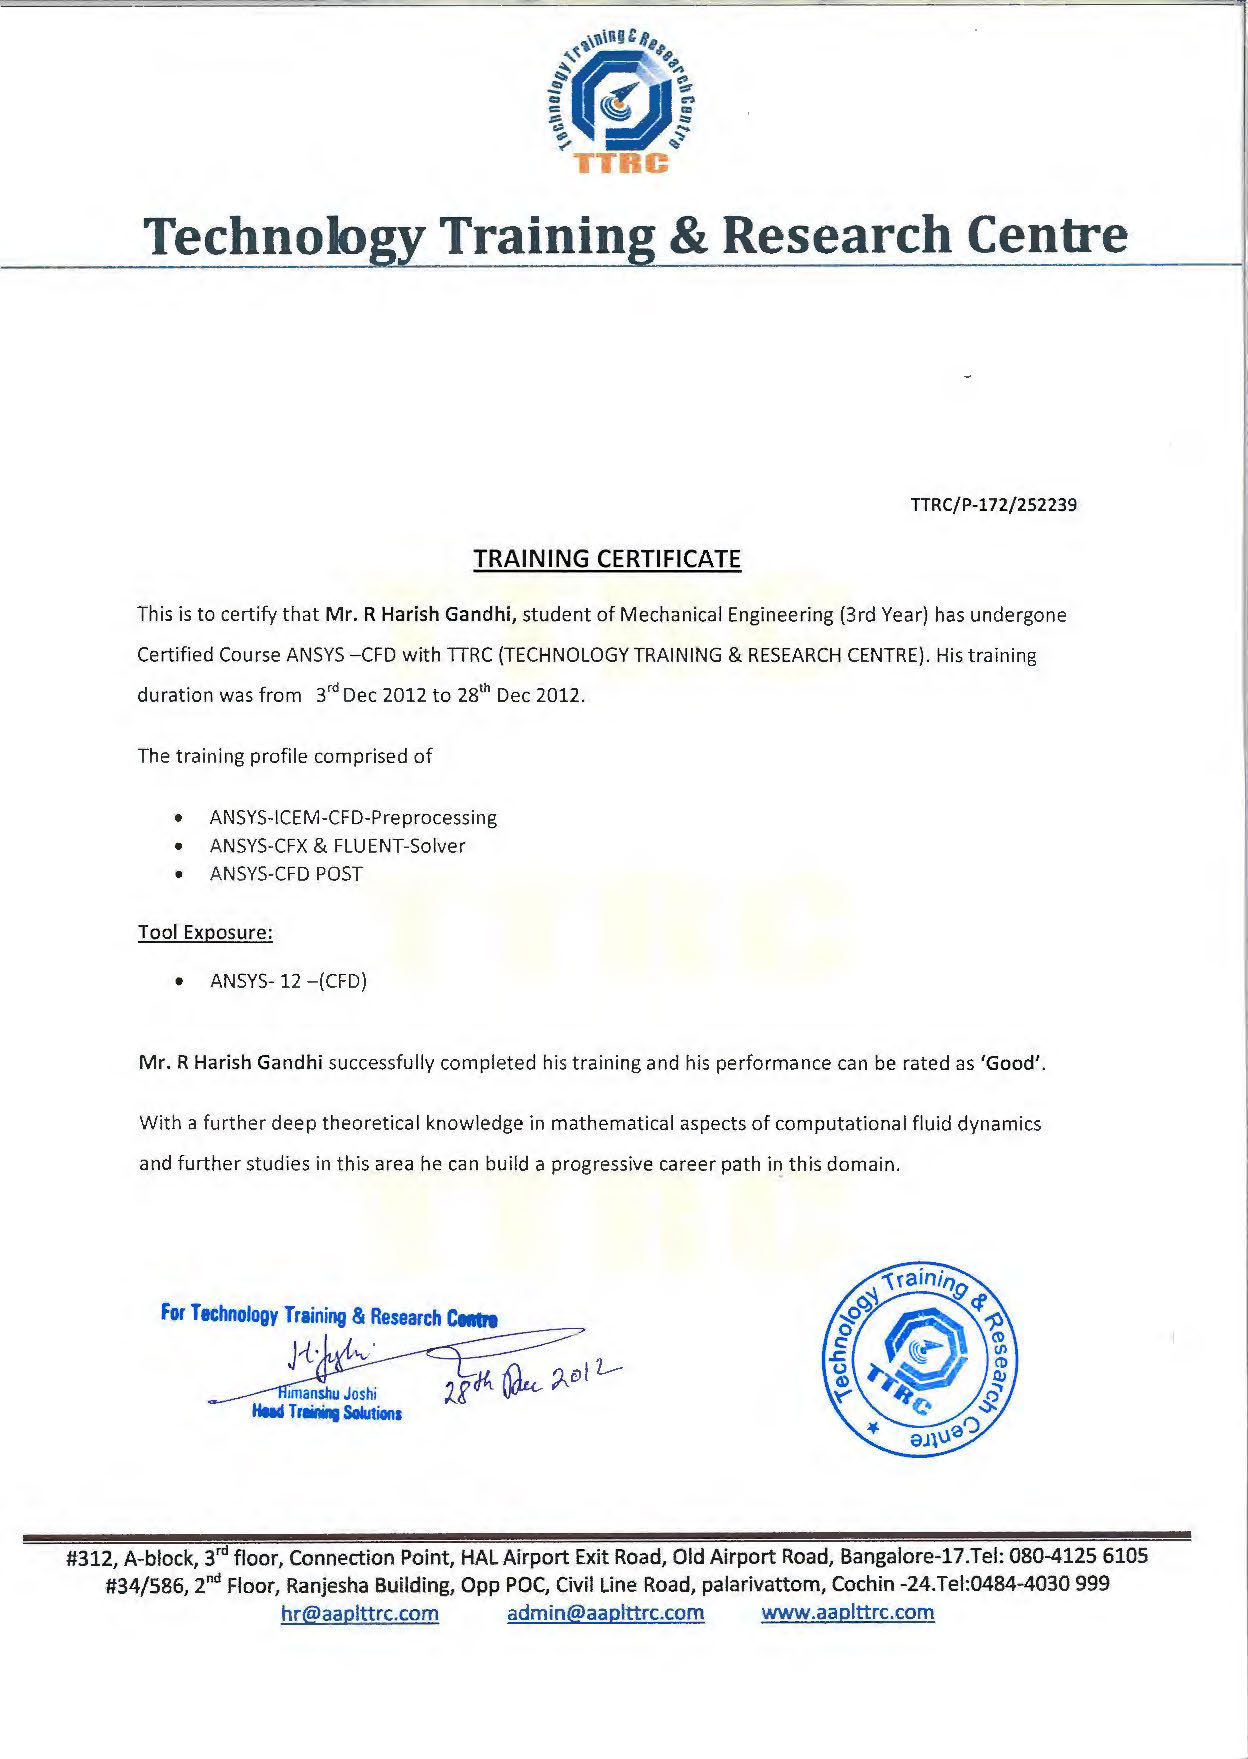 Technology Training & Research Centre
TTRC
Technology Training & Research Centre
TTRC/P-172/252239
TRAINING CERTIFICATE
This is to certify that Mr. R Harish Gandhi, student of Mechanical Engineering (3rd Year) has undergone
Certified Course ANSYS –CFD with TTRC (TECHNOLOGY TRAINING & RESEARCH CENTRE). His training
duration was from 3rd Dec 2012 to 28th Dec 2012.
The training profile comprised of
• ANSYS-ICEM-CFD-Preprocessing
• ANSYS-CFX & FLUENT-Solver
• ANSYS-CFD POST
Tool Exposure:
• ANSYS- 12 –(CFD)
Mr. R Harish Gandhi successfully completed his training and his performance can be rated as 'Good'.
With a further deep theoretical knowledge in mathematical aspects of computational fluid dynamics
and further studies in this area he can build a progressive career path in this domain.
TTRC
TTRC
For Technology Training & Research Centre
28th Dec 2012
Himanshu Joshi
Head Training Solutions
Technology Training & Research Centre
TTRC
#312, A-block, 3rd floor, Connection Point, HAL Airport Exit Road, Old Airport Road, Bangalore-17.Tel: 080-4125 6105
#34/586, 2nd Floor, Ranjesha Building, Opp POC, Civil Line Road, palarivattom, Cochin -24.Tel:0484-4030 999
hr@aaplttrc.com admin@aaplttrc.com www.aaplttrc.com